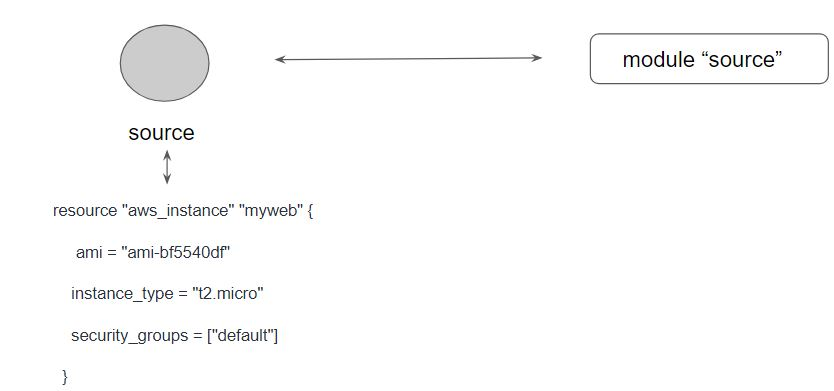 module “source”
source
resource "aws_instance" "myweb" {
ami = "ami-bf5540df"
instance_type = "t2.micro"
security_groups = ["default"]
}